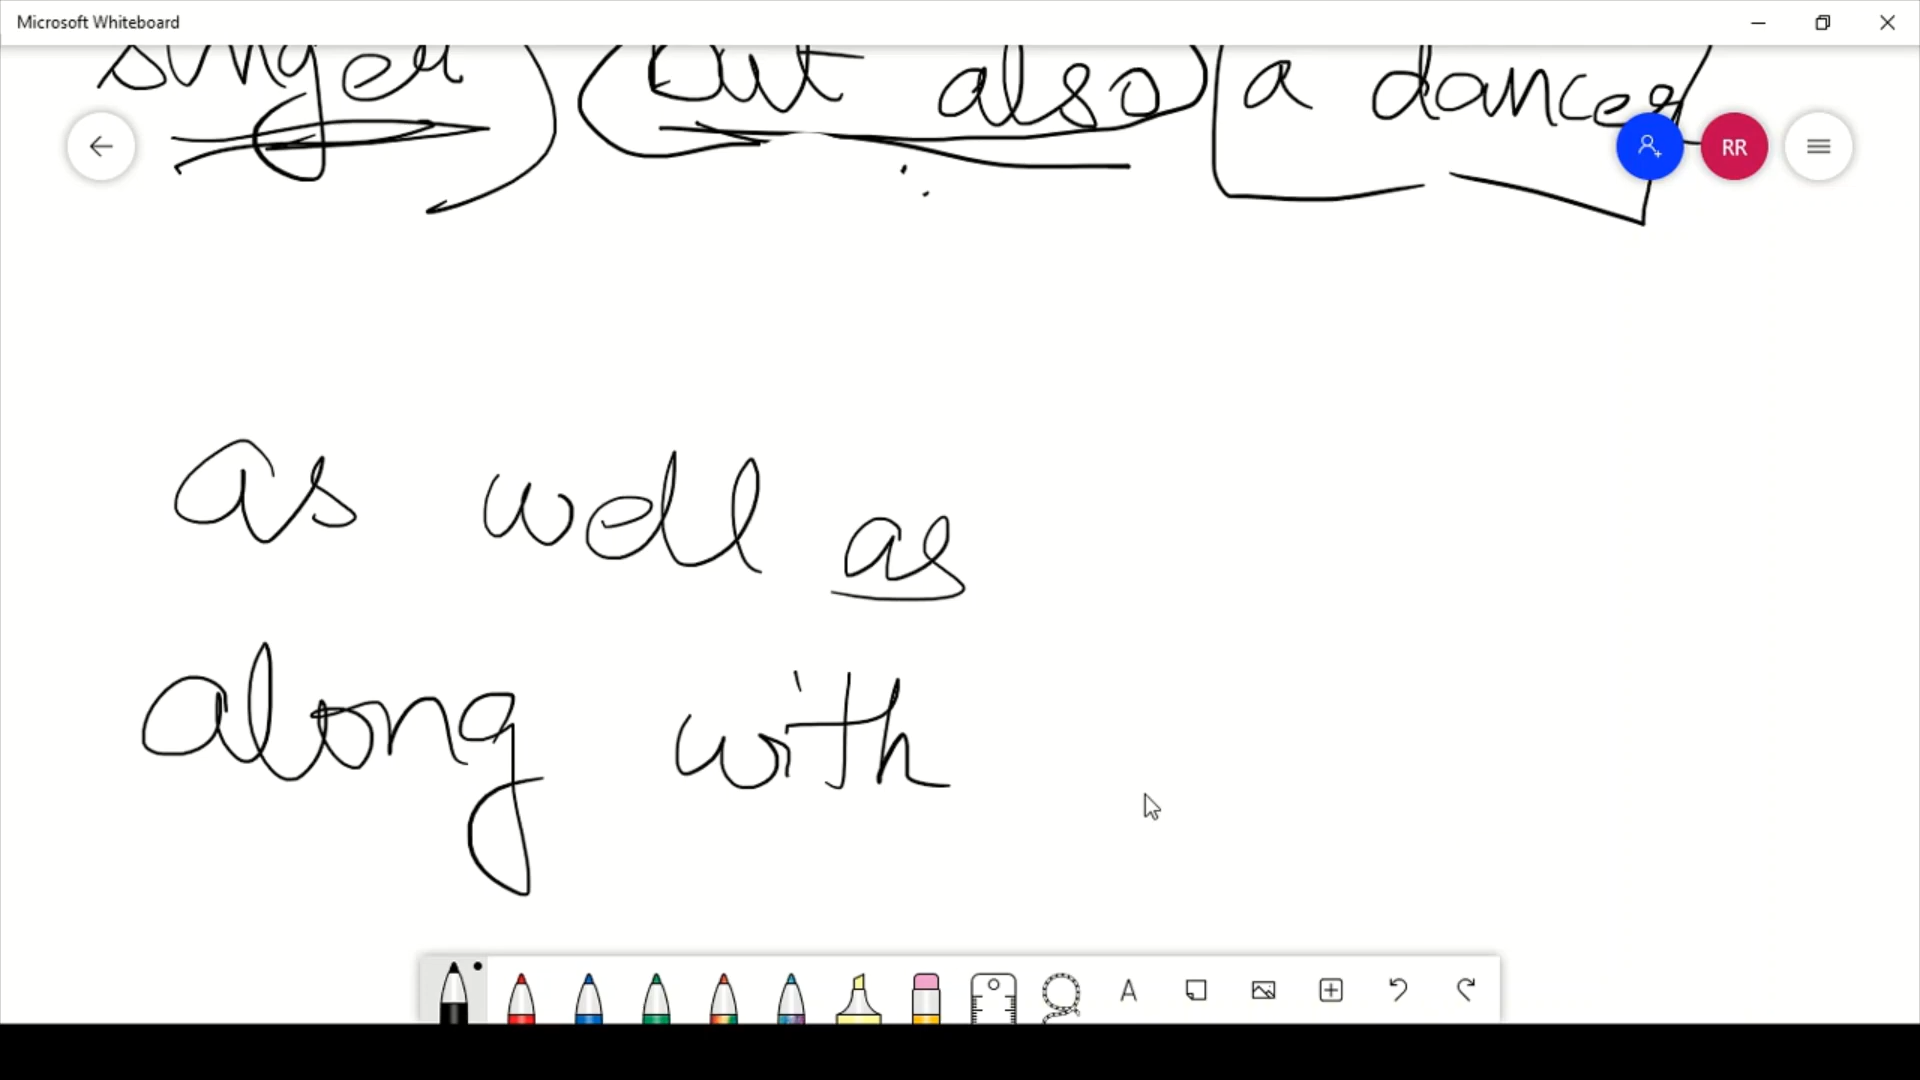 Microsoft Whiteboard
singer but also a dancer
RR
as well as
along with
A